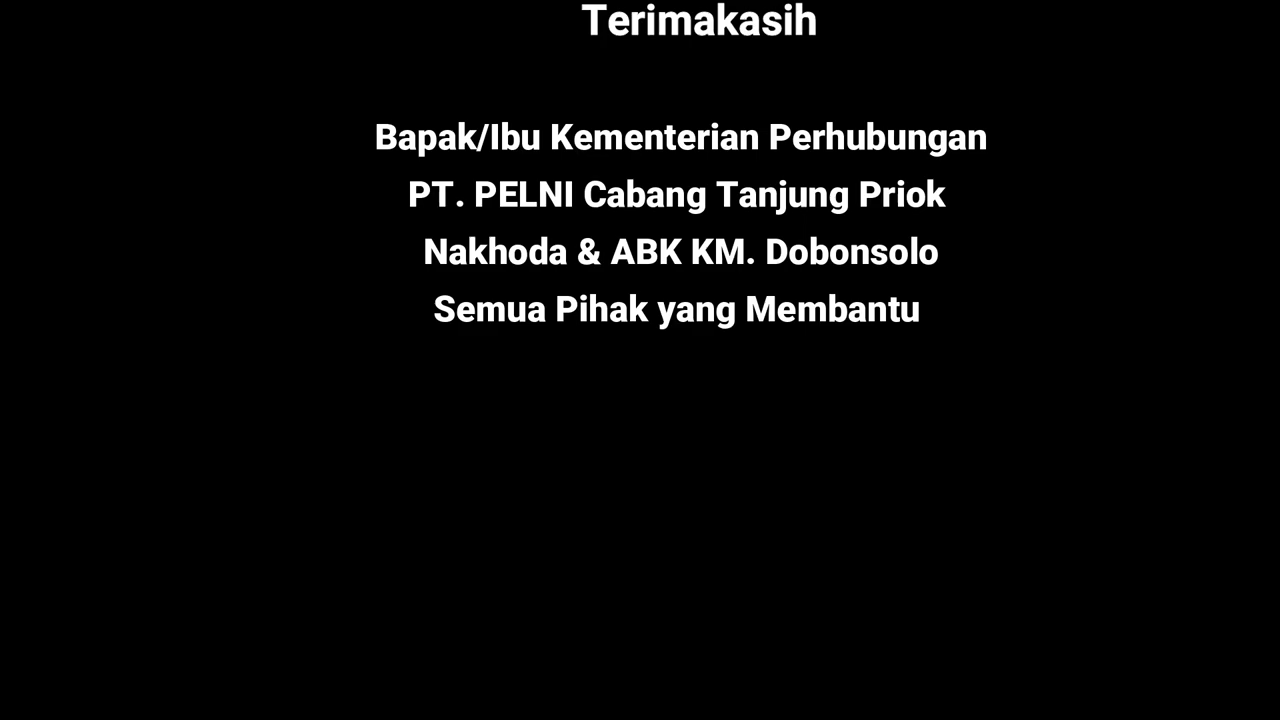 Terimakasih
Bapak/Ibu Kementerian Perhubungan
PT. PELNI Cabang Tanjung Priok
Nakhoda & ABK KM. Dobonsolo
Semua Pihak yang Membantu